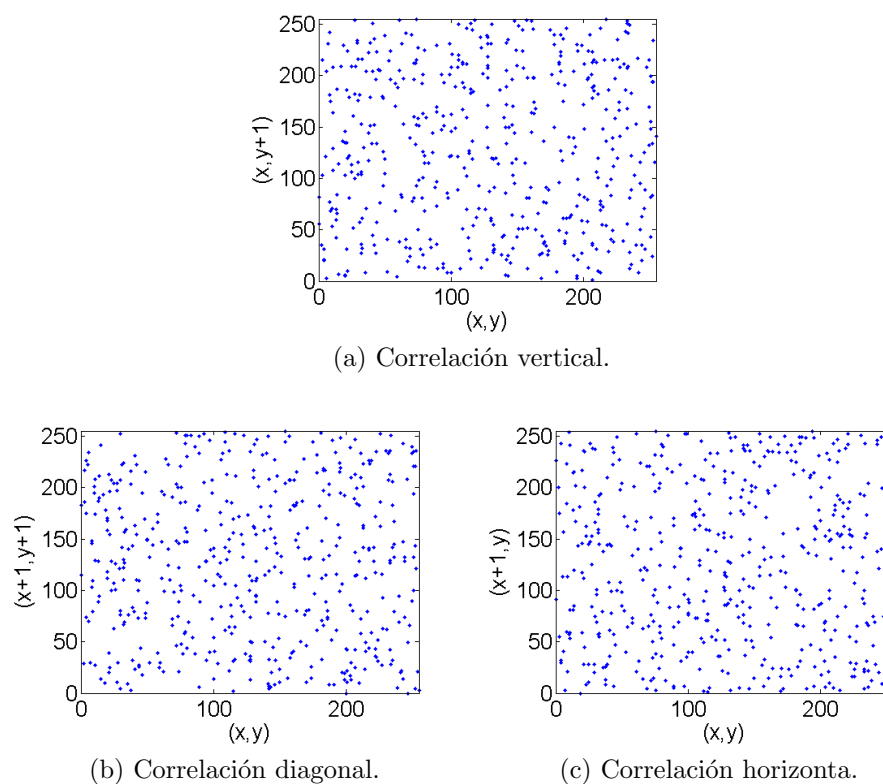 250
200
150
100
50
0
(x,y+1)
0 100 200
(x,y)
(a) Correlación vertical.
250
200
150
100
50
0
(x+1,y+1)
0 100 200
(x,y)
(b) Correlación diagonal.
250
200
150
100
50
0
(x+1,y)
0 100 200
(x,y)
(c) Correlación horizonta.